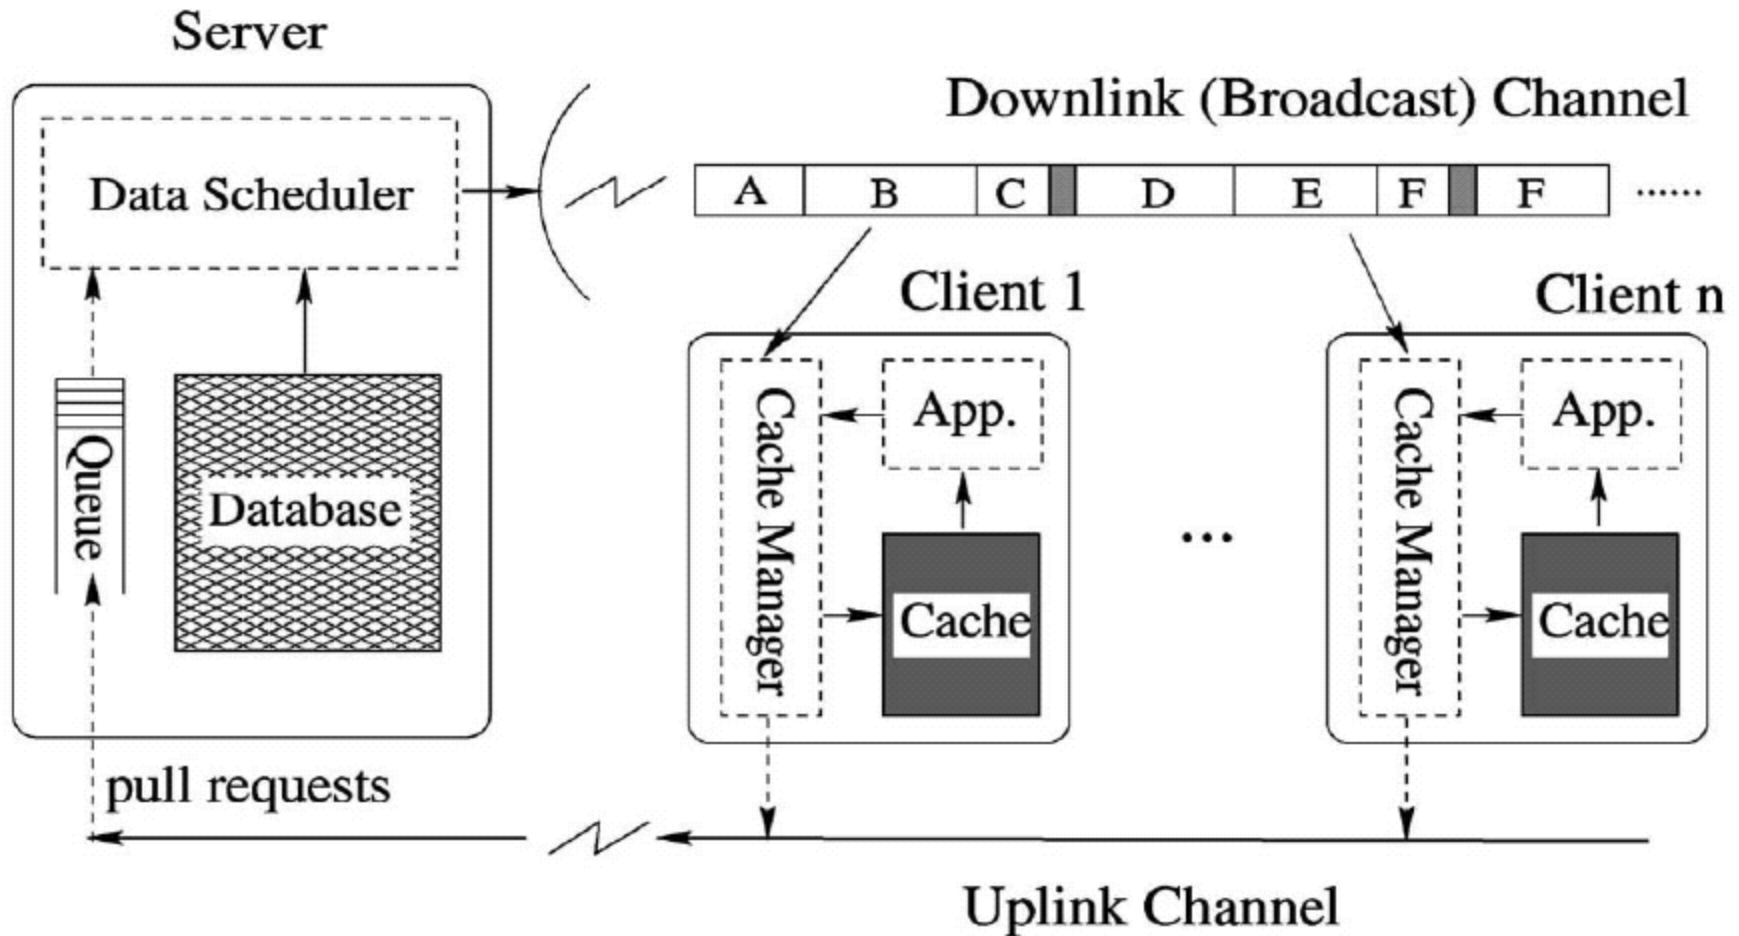 Server
Downlink (Broadcast) Channel
Data Scheduler
A B C D E F F ......
Client 1
Client n
Queue
Database
Cache Manager
App.
Cache
...
Cache Manager
App.
Cache
pull requests
Uplink Channel